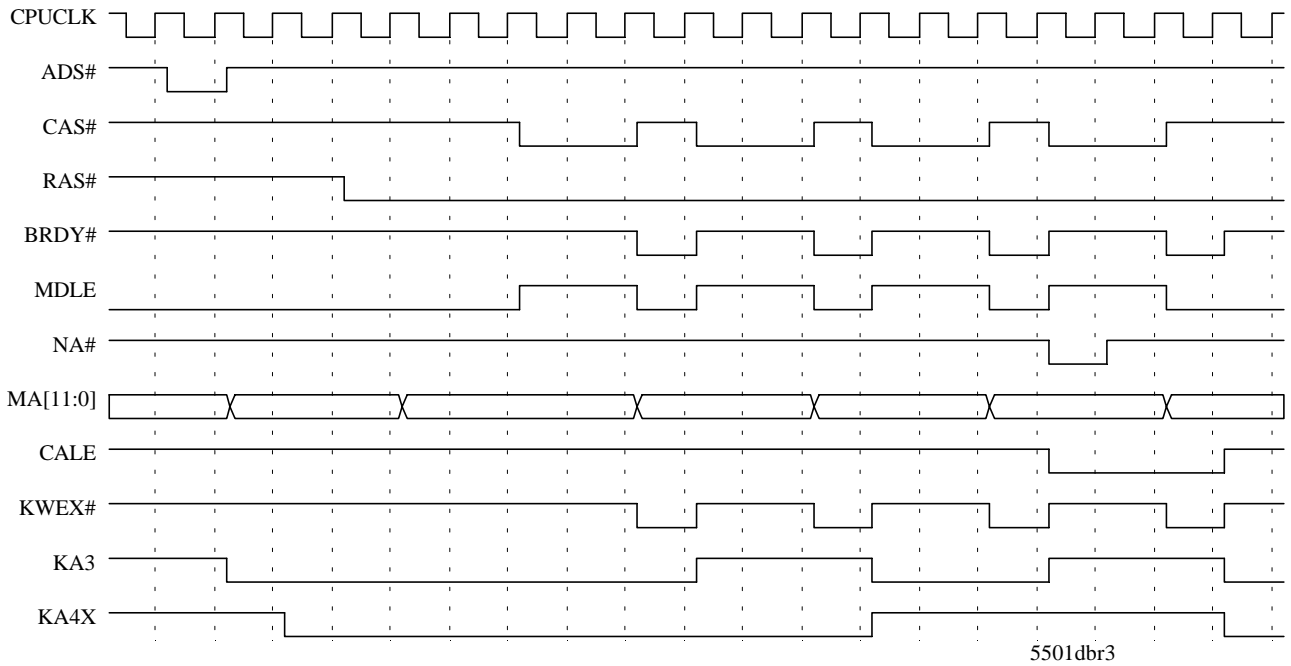 CPUCLK
ADS#
CAS#
RAS#
BRDY#
MDLE
NA#
MA[11:0]
CALE
KWEX#
KA3
KA4X
5501dbr3